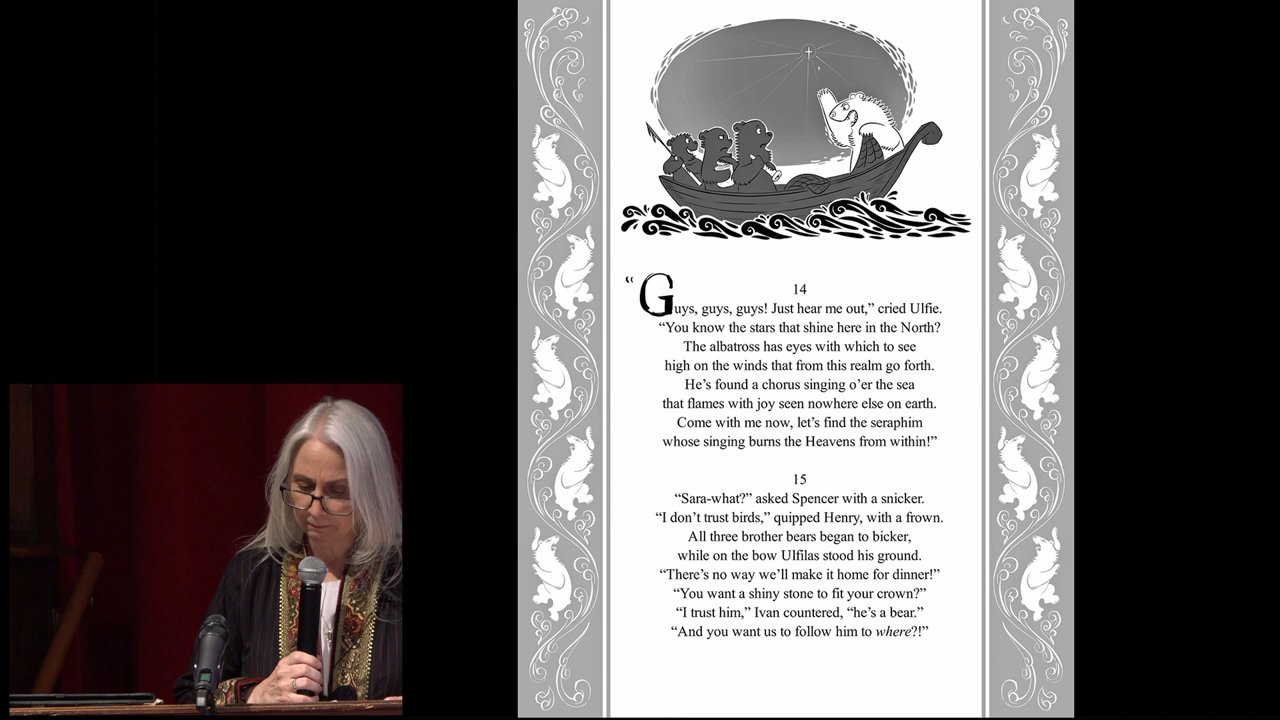 14
“Guys, guys, guys! Just hear me out,” cried Ulfie.
“You know the stars that shine here in the North?
The albatross has eyes with which to see
high on the winds that from this realm go forth.
He’s found a chorus singing o’er the sea
that flames with joy seen nowhere else on earth.
Come with me now, let’s find the seraphim
whose singing burns the Heavens from within!”
15
“Sara-what?” asked Spencer with a snicker.
“I don’t trust birds,” quipped Henry, with a frown.
All three brother bears began to bicker,
while on the bow Ulfilas stood his ground.
“There’s no way we’ll make it home for dinner!”
“You want a shiny stone to fit your crown?”
“I trust him,” Ivan countered, “he’s a bear.”
“And you want us to follow him to where?!”